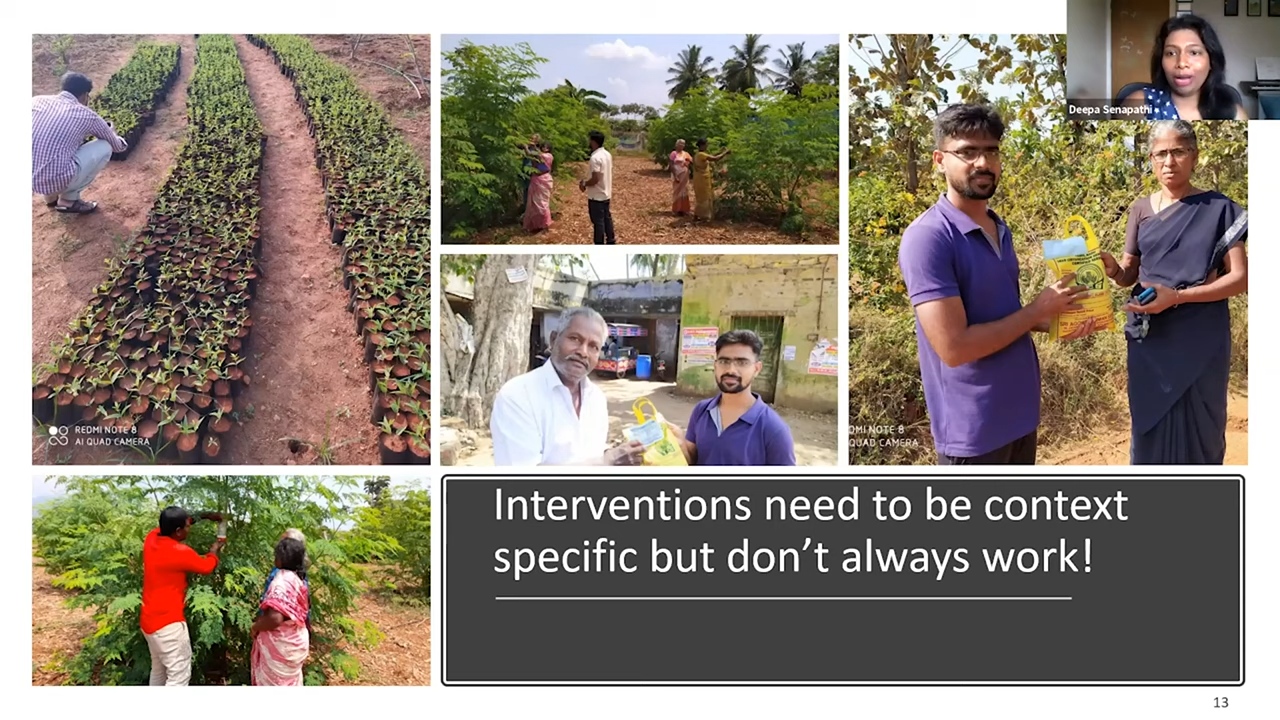 Deepa Senapathi
REDMI NOTE 8
AI QUAD CAMERA
MI NOTE 8
QUAD CAMERA
Interventions need to be context
specific but don't always work!
13